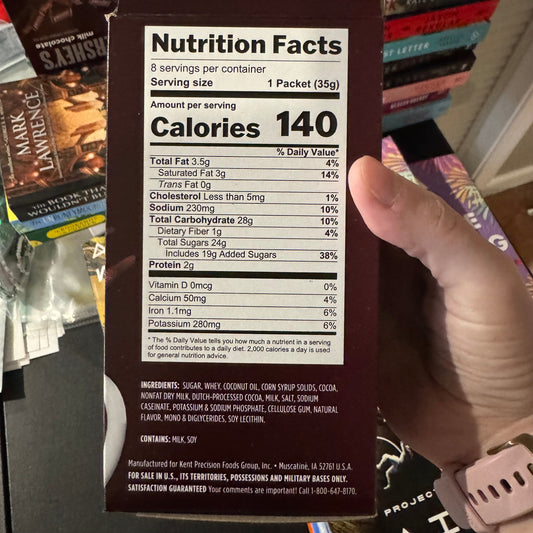 HERSHEY'S
milk chocolate
MARK
LAWRENCE
THE BOOK THAT
WOULDN'T BURN
T-LETTER
Nutrition Facts
8 servings per container
Serving size 1 Packet (35g)
Amount per serving
Calories 140
% Daily Value*
Total Fat 3.5g 4%
Saturated Fat 3g 14%
Trans Fat 0g
Cholesterol Less than 5mg 1%
Sodium 230mg 10%
Total Carbohydrate 28g 10%
Dietary Fiber 1g 4%
Total Sugars 24g
Includes 19g Added Sugars 38%
Protein 2g
Vitamin D 0mcg 0%
Calcium 50mg 4%
Iron 1.1mg 6%
Potassium 280mg 6%
* The % Daily Value tells you how much a nutrient in a serving
of food contributes to a daily diet. 2,000 calories a day is used
for general nutrition advice.
INGREDIENTS: SUGAR, WHEY, COCONUT OIL, CORN SYRUP SOLIDS, COCOA,
NONFAT DRY MILK, DUTCH-PROCESSED COCOA, MILK, SALT, SODIUM
CASEINATE, POTASSIUM & SODIUM PHOSPHATE, CELLULOSE GUM, NATURAL
FLAVOR, MONO & DIGLYCERIDES, SOY LECITHIN.
CONTAINS: MILK, SOY
Manufactured for Kent Precision Foods Group, Inc. • Muscatine, IA 52761 U.S.A.
FOR SALE IN U.S., ITS TERRITORIES, POSSESSIONS AND MILITARY BASES ONLY.
SATISFACTION GUARANTEED Your comments are important! Call 1-800-647-8170.
PROJECT